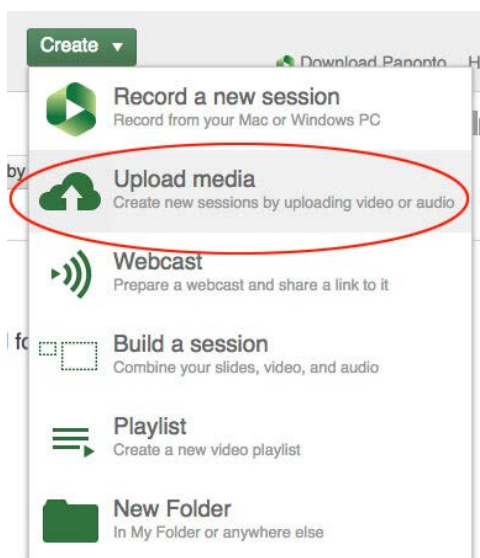 Create
Download Panopto H
Record a new session
Record from your Mac or Windows PC
by
Upload media
Create new sessions by uploading video or audio
Webcast
Prepare a webcast and share a link to it
fo
Build a session
Combine your slides, video, and audio
Playlist
Create a new video playlist
New Folder
In My Folder or anywhere else